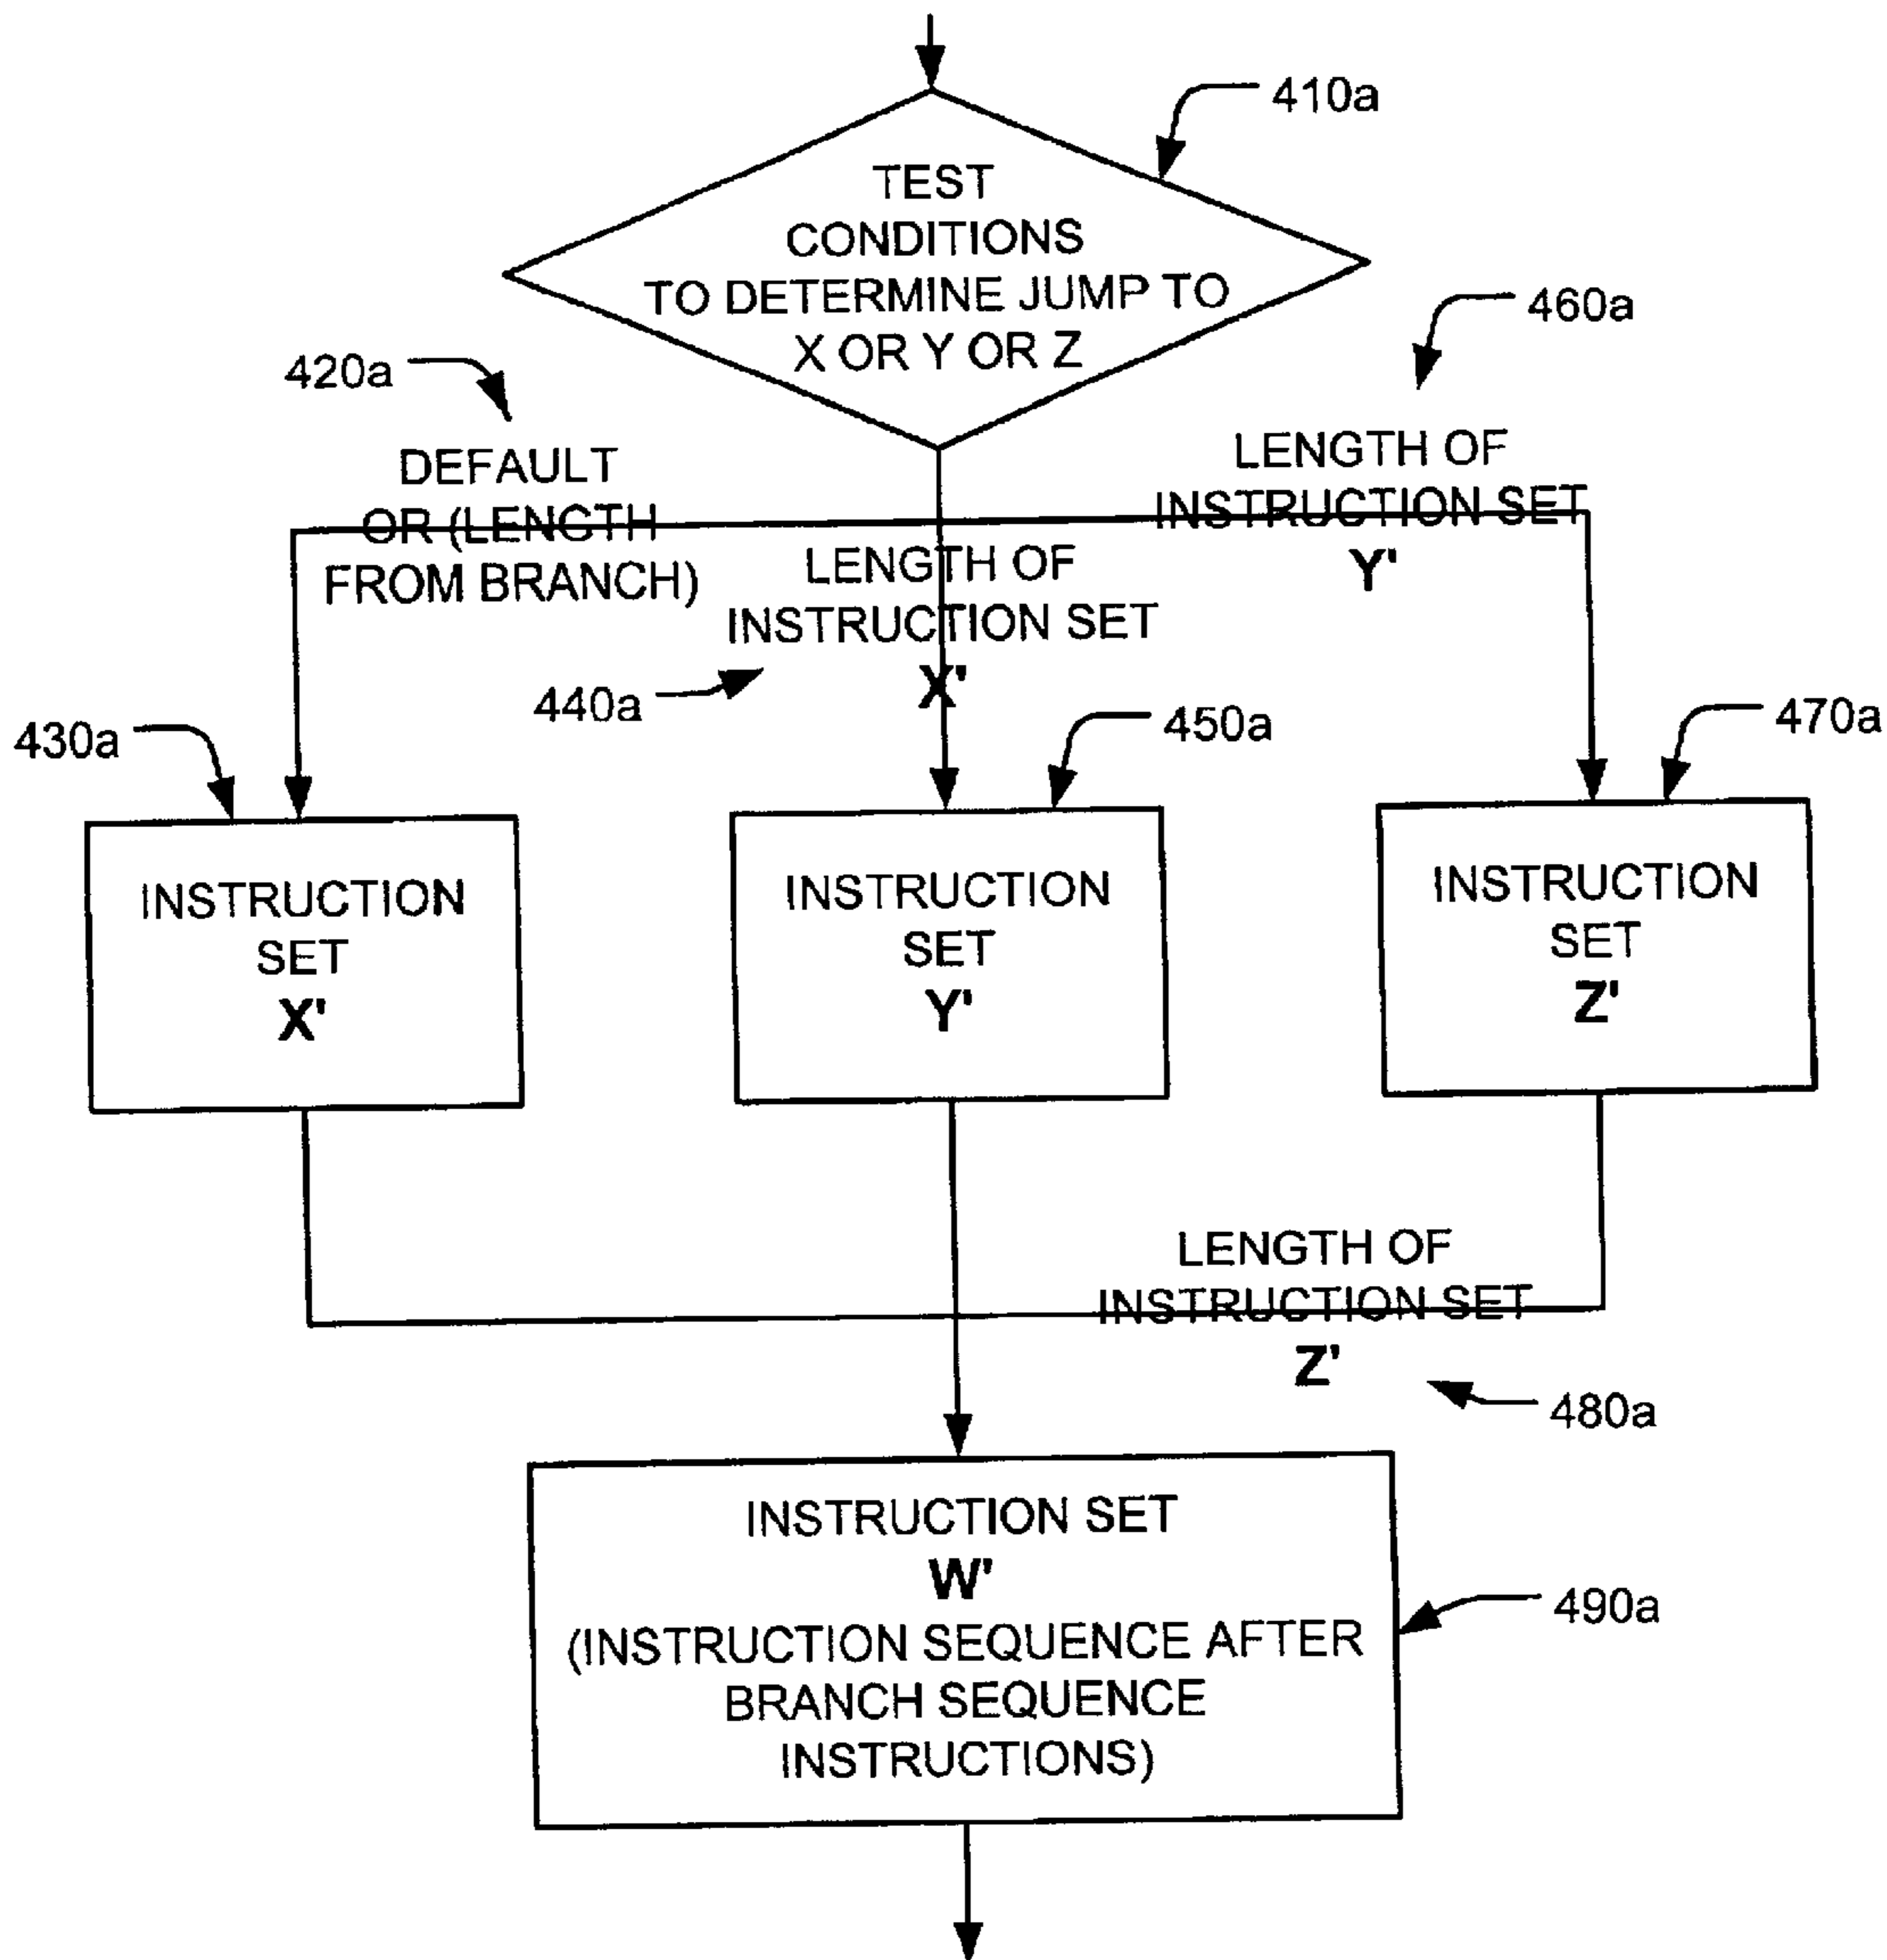 410a
TEST
CONDITIONS
TO DETERMINE JUMP TO
X OR Y OR Z
460a
420a
DEFAULT
OR (LENGTH
FROM BRANCH)
LENGTH OF
INSTRUCTION SET
Y'
LENGTH OF
INSTRUCTION SET
X'
440a
430a
450a
470a
INSTRUCTION
SET
X'
INSTRUCTION
SET
Y'
INSTRUCTION
SET
Z'
LENGTH OF
INSTRUCTION SET
Z'
480a
INSTRUCTION SET
W'
(INSTRUCTION SEQUENCE AFTER
BRANCH SEQUENCE
INSTRUCTIONS)
490a